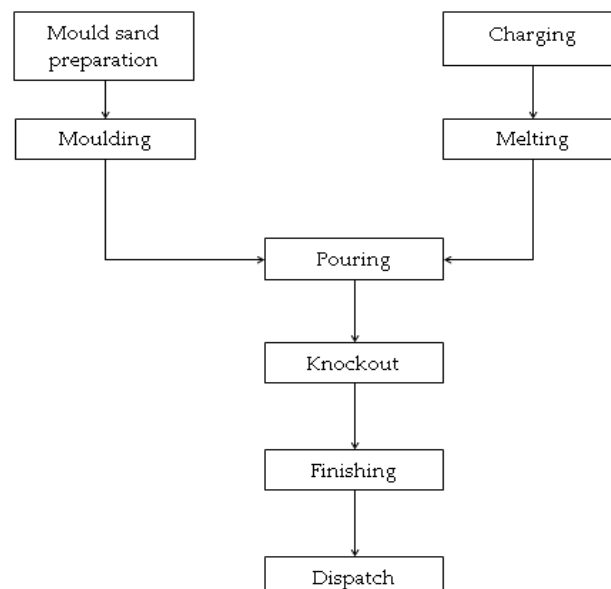 Mould sand
preparation
Charging
Moulding
Melting
Pouring
Knockout
Finishing
Dispatch